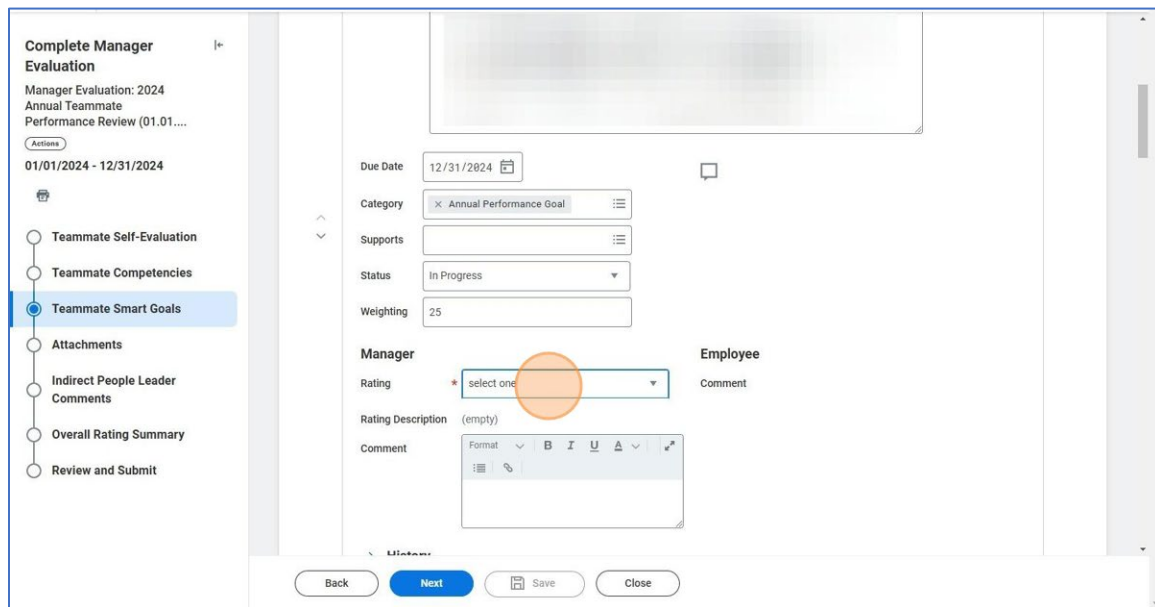 Complete Manager
Evaluation
Manager Evaluation: 2024
Annual Teammate
Performance Review (01.01....
Actions
01/01/2024 - 12/31/2024
Teammate Self-Evaluation
Teammate Competencies
Teammate Smart Goals
Attachments
Indirect People Leader
Comments
Overall Rating Summary
Review and Submit
Due Date 12/31/2024
Category × Annual Performance Goal
Supports
Status In Progress
Weighting 25
Manager Employee
Rating * select one Comment
Rating Description (empty)
Comment Format B I U A
History
Back Next Save Close